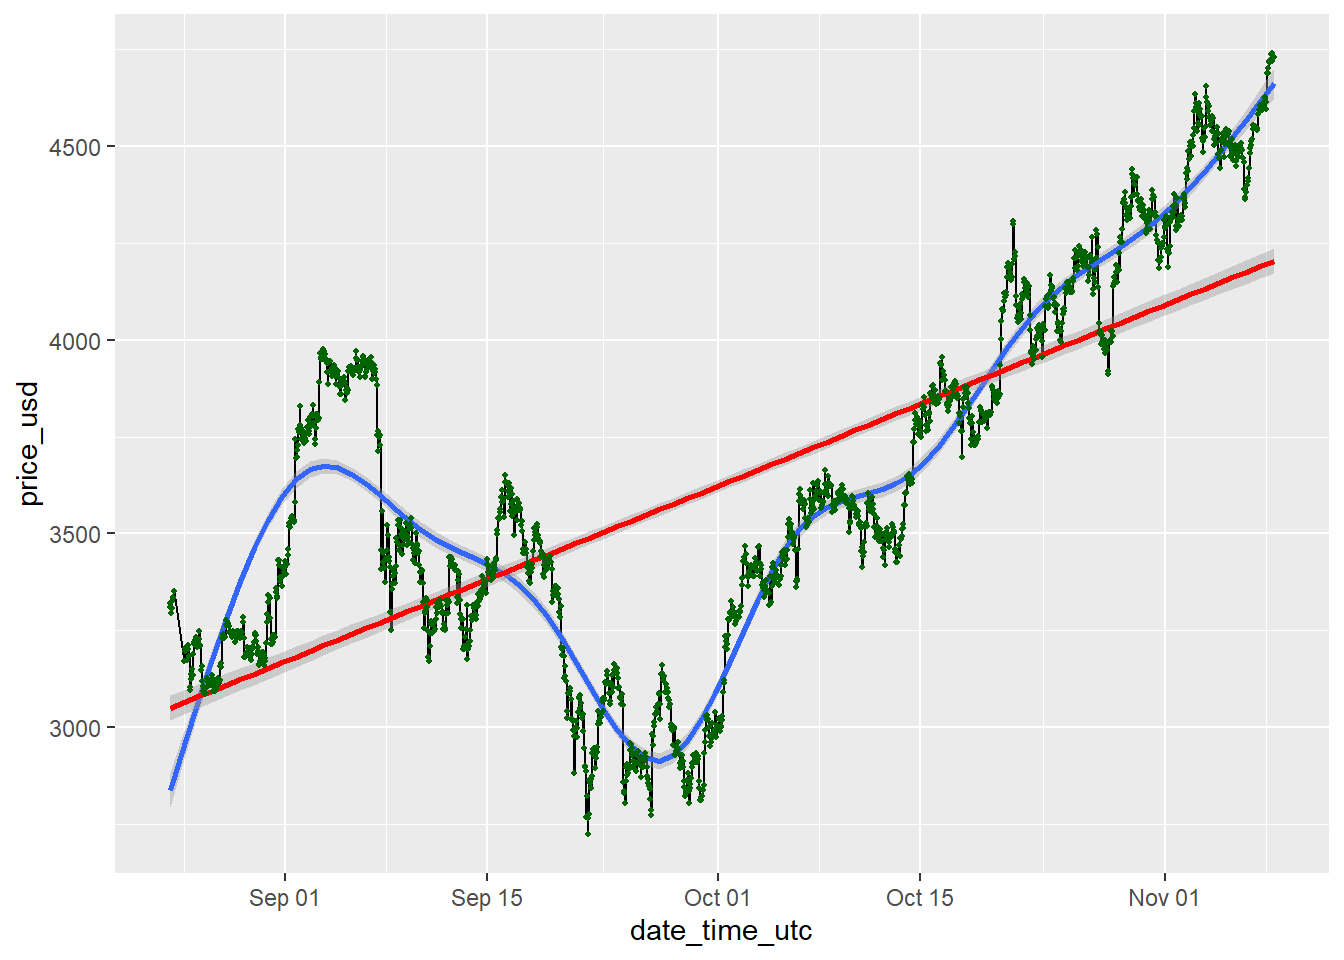 price_usd
4500
4000
3500
3000
Sep 01
Sep 15
Oct 01
Oct 15
Nov 01
date_time_utc